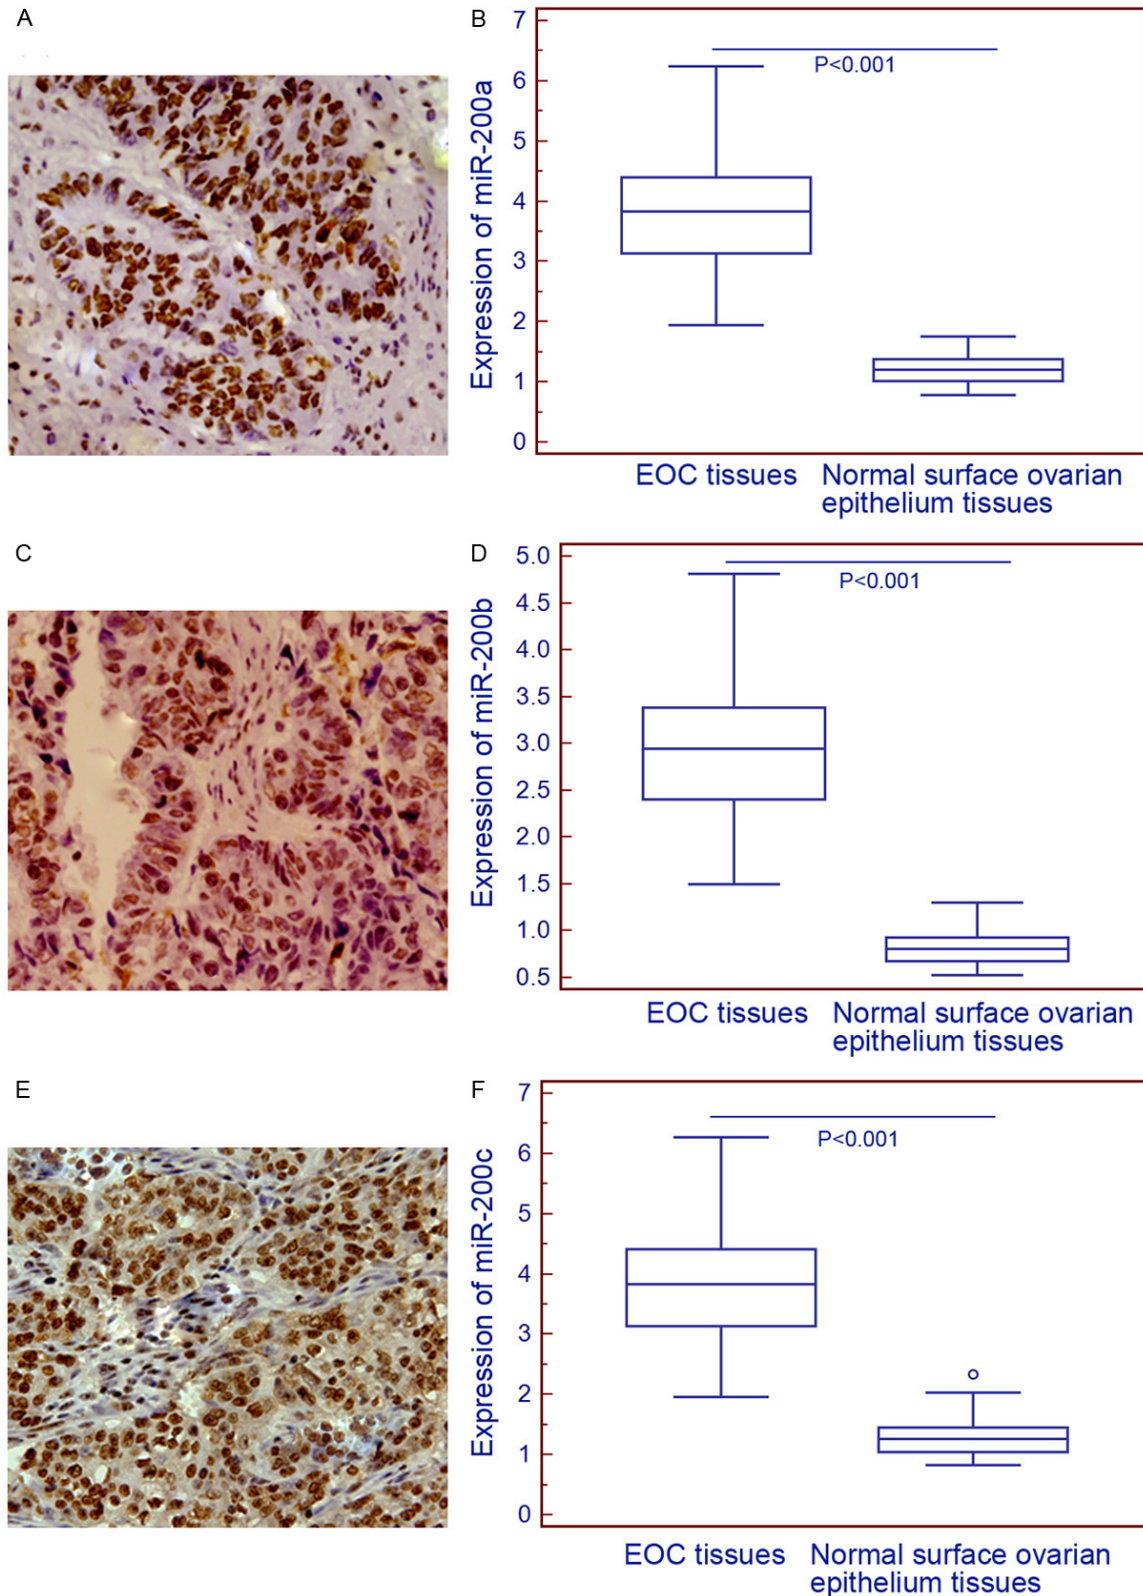 A
B
7
6
5
4
3
2
1
0
Expression of miR-200a
P<0.001
EOC tissues
Normal surface ovarian
epithelium tissues
C
D
5.0
4.5
4.0
3.5
3.0
2.5
2.0
1.5
1.0
0.5
Expression of miR-200b
P<0.001
EOC tissues
Normal surface ovarian
epithelium tissues
E
F
7
6
5
4
3
2
1
0
Expression of miR-200c
P<0.001
EOC tissues
Normal surface ovarian
epithelium tissues